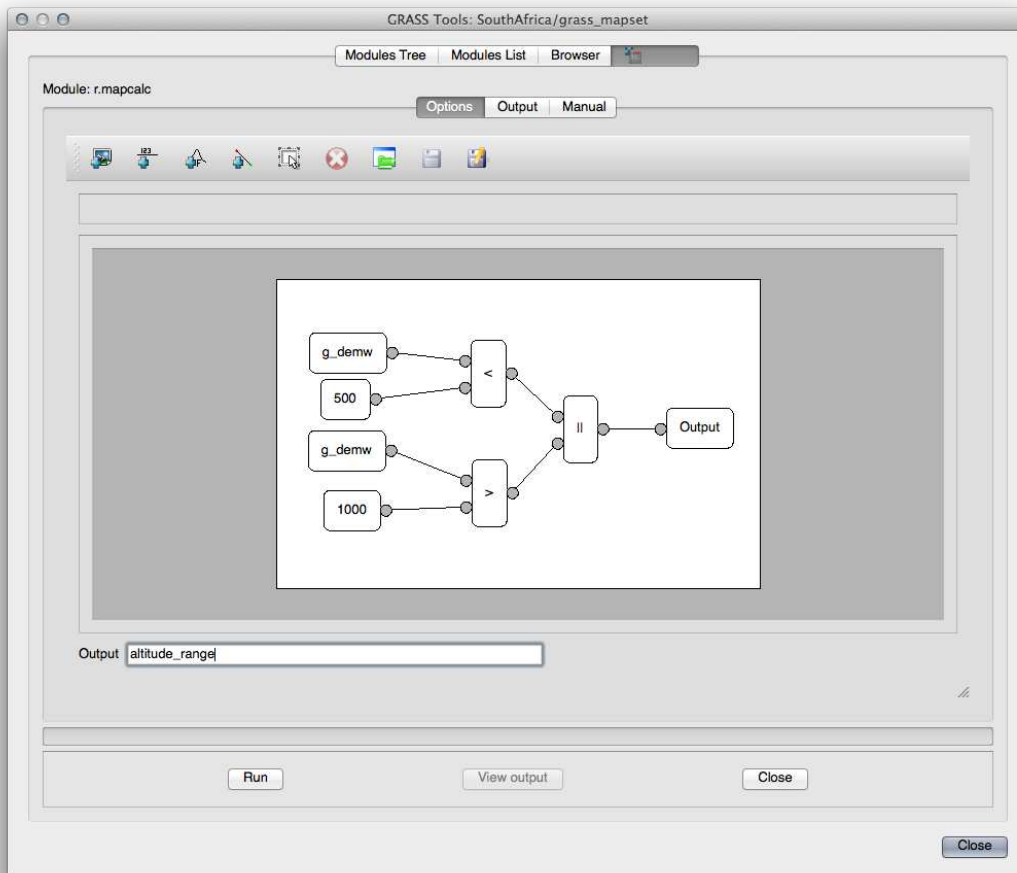 GRASS Tools: SouthAfrica/grass_mapset
Modules Tree
Modules List
Browser
Module: r.mapcalc
Options
Output
Manual
123
F
g_demw
<
500
||
Output
g_demw
>
1000
Output
altitude_range
Run
View output
Close
Close